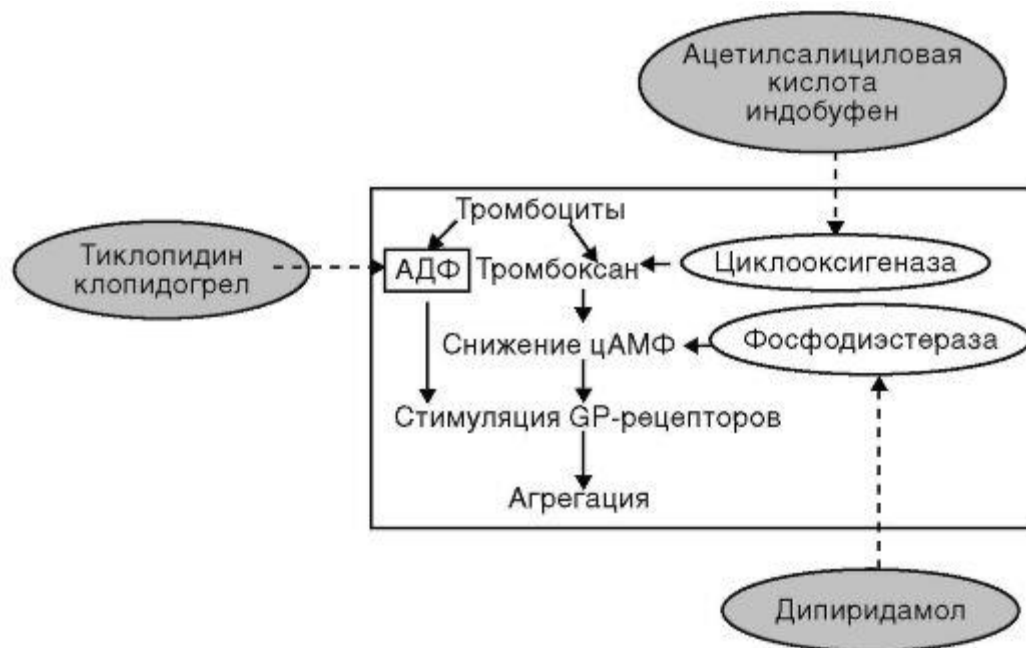 Ацетилсалициловая
кислота
индобуфен
Тромбоциты
Тиклопидин
клопидогрел
АДФ
Тромбоксан
Циклооксигеназа
Снижение цАМФ
Фосфодиэстераза
Стимуляция GP-рецепторов
Агрегация
Дипиридамол